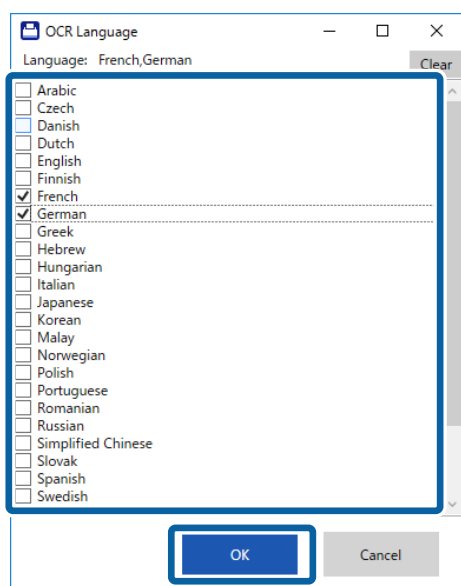 OCR Language
Language: French,German
Clear
Arabic
Czech
Danish
Dutch
English
Finnish
French
German
Greek
Hebrew
Hungarian
Italian
Japanese
Korean
Malay
Norwegian
Polish
Portuguese
Romanian
Russian
Simplified Chinese
Slovak
Spanish
Swedish
OK
Cancel